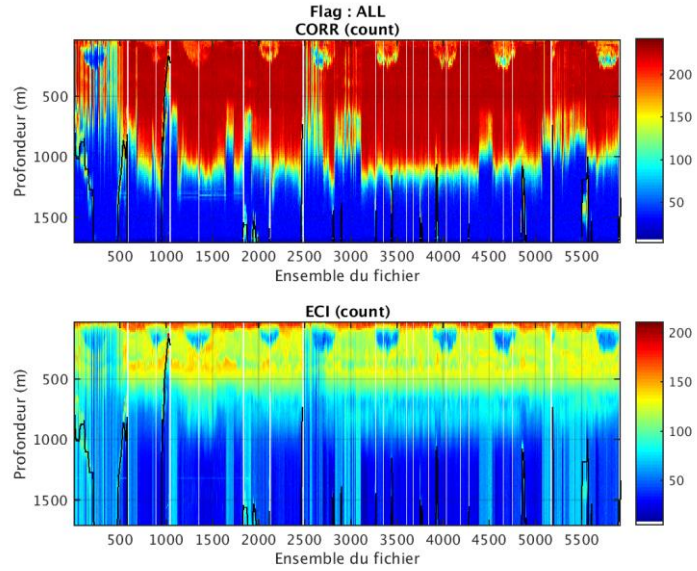 Flag : ALL
CORR (count)
Profondeur (m)
500
1000
1500
500 1000 1500 2000 2500 3000 3500 4000 4500 5000 5500
Ensemble du fichier
200
150
100
50
ECI (count)
Profondeur (m)
500
1000
1500
500 1000 1500 2000 2500 3000 3500 4000 4500 5000 5500
Ensemble du fichier
200
150
100
50